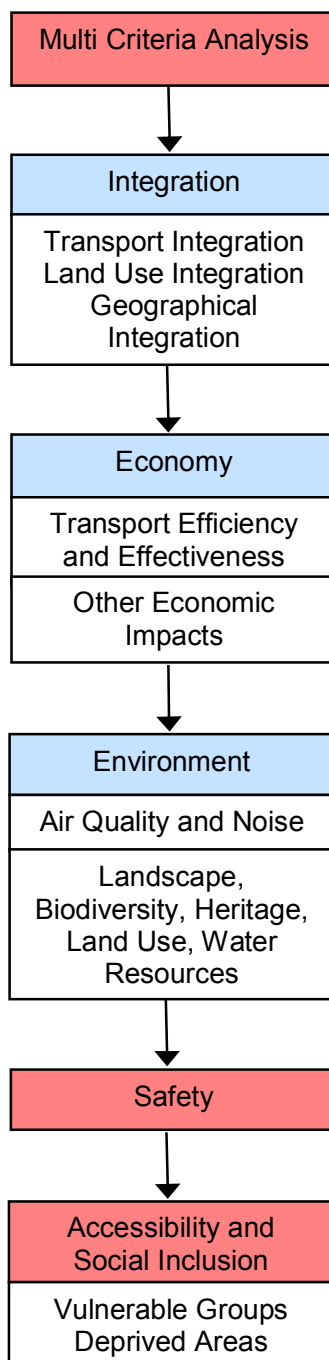 Multi Criteria Analysis
Integration
Transport Integration
Land Use Integration
Geographical
Integration
Economy
Transport Efficiency
and Effectiveness
Other Economic
Impacts
Environment
Air Quality and Noise
Landscape,
Biodiversity, Heritage,
Land Use, Water
Resources
Safety
Accessibility and
Social Inclusion
Vulnerable Groups
Deprived Areas